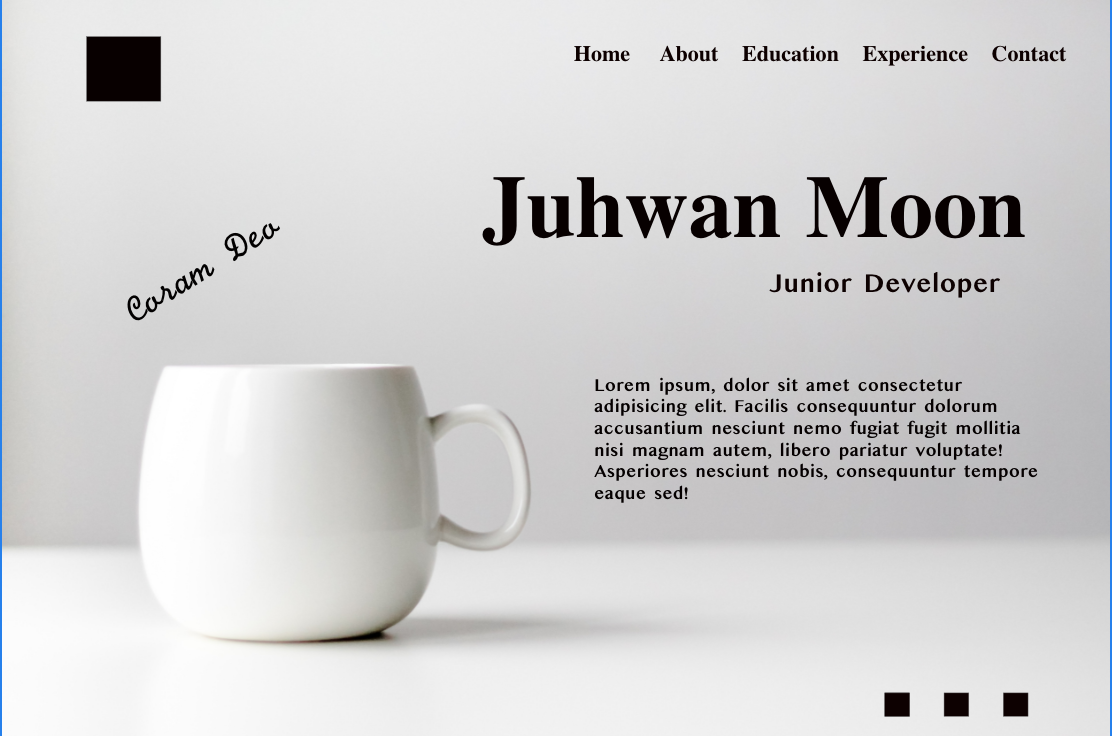 Home About Education Experience Contact
Juhwan Moon
Coram Deo
Junior Developer
Lorem ipsum, dolor sit amet consectetur
adipisicing elit. Facilis consequuntur dolorum
accusantium nesciunt nemo fugiat fugit mollitia
nisi magnam autem, libero pariatur voluptate!
Asperiores nesciunt nobis, consequuntur tempore
eaque sed!